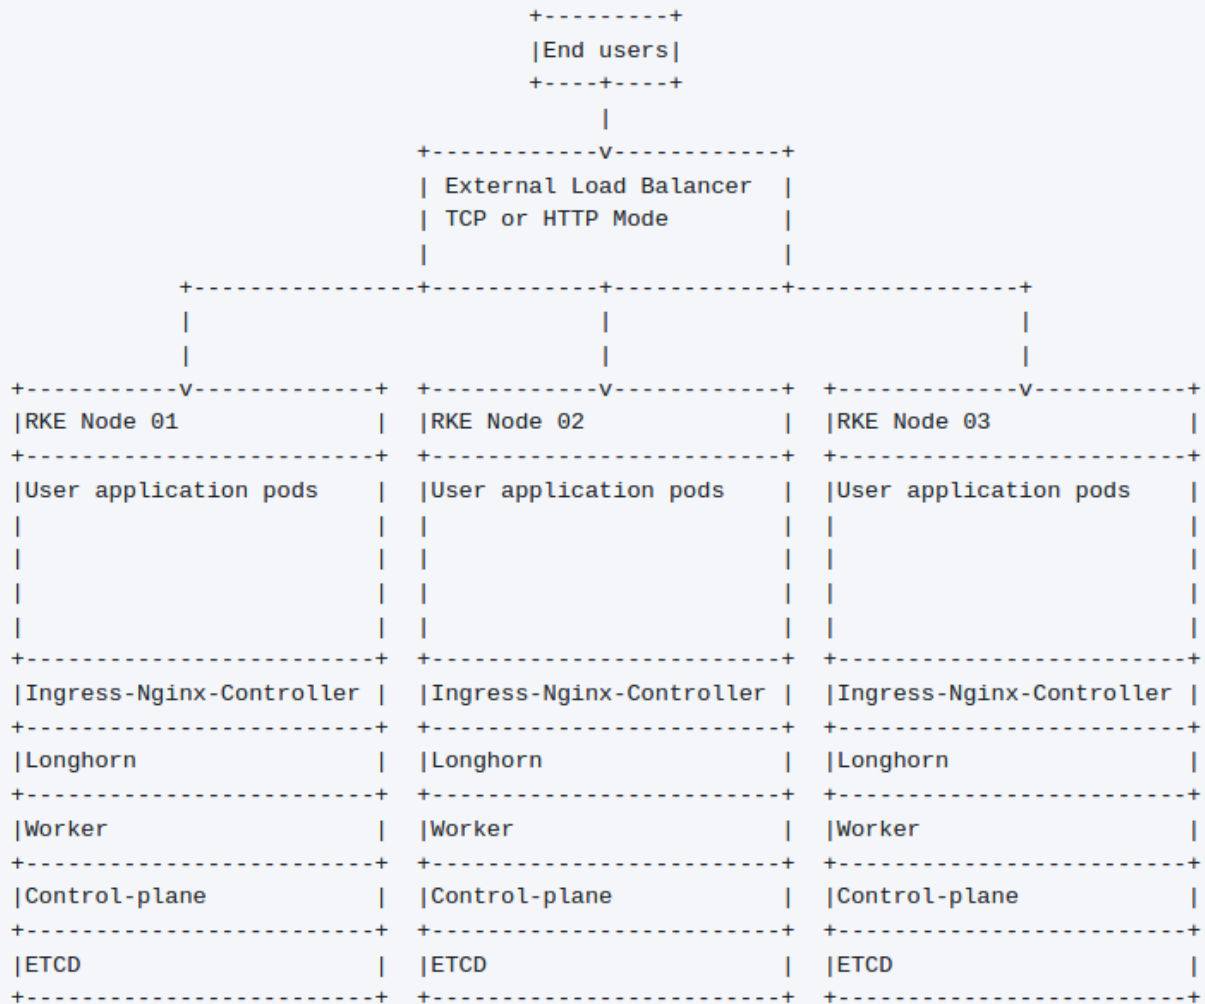 +---------+
|End users|
+----+----+
|
+------------v------------+
| External Load Balancer  |
| TCP or HTTP Mode        |
|                         |
+----------------+------------+------------+----------------+
|                             |                             |
|                             |                             |
+-----------v-------------+  +------------v------------+  +-------------v-----------+
|RKE Node 01              |  |RKE Node 02              |  |RKE Node 03              |
+-------------------------+  +-------------------------+  +-------------------------+
|User application pods    |  |User application pods    |  |User application pods    |
|                         |  |                         |  |                         |
|                         |  |                         |  |                         |
|                         |  |                         |  |                         |
|                         |  |                         |  |                         |
+-------------------------+  +-------------------------+  +-------------------------+
|Ingress-Nginx-Controller |  |Ingress-Nginx-Controller |  |Ingress-Nginx-Controller |
+-------------------------+  +-------------------------+  +-------------------------+
|Longhorn                 |  |Longhorn                 |  |Longhorn                 |
+-------------------------+  +-------------------------+  +-------------------------+
|Worker                   |  |Worker                   |  |Worker                   |
+-------------------------+  +-------------------------+  +-------------------------+
|Control-plane            |  |Control-plane            |  |Control-plane            |
+-------------------------+  +-------------------------+  +-------------------------+
|ETCD                     |  |ETCD                     |  |ETCD                     |
+-------------------------+  +-------------------------+  +-------------------------+